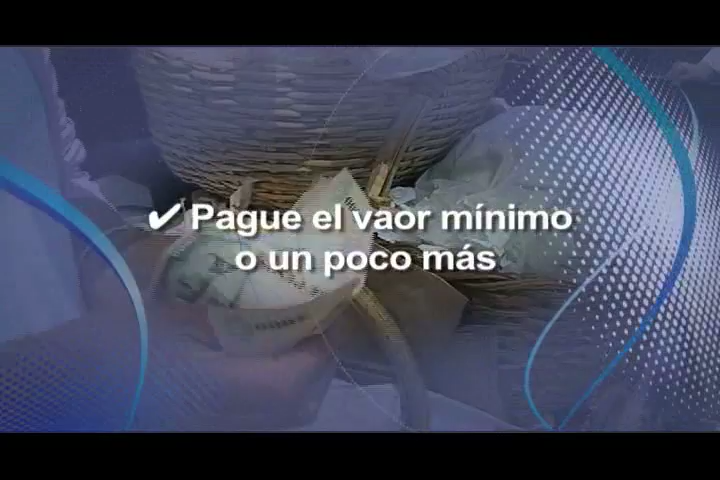 ✔ Pague el vaor mínimo
o un poco más